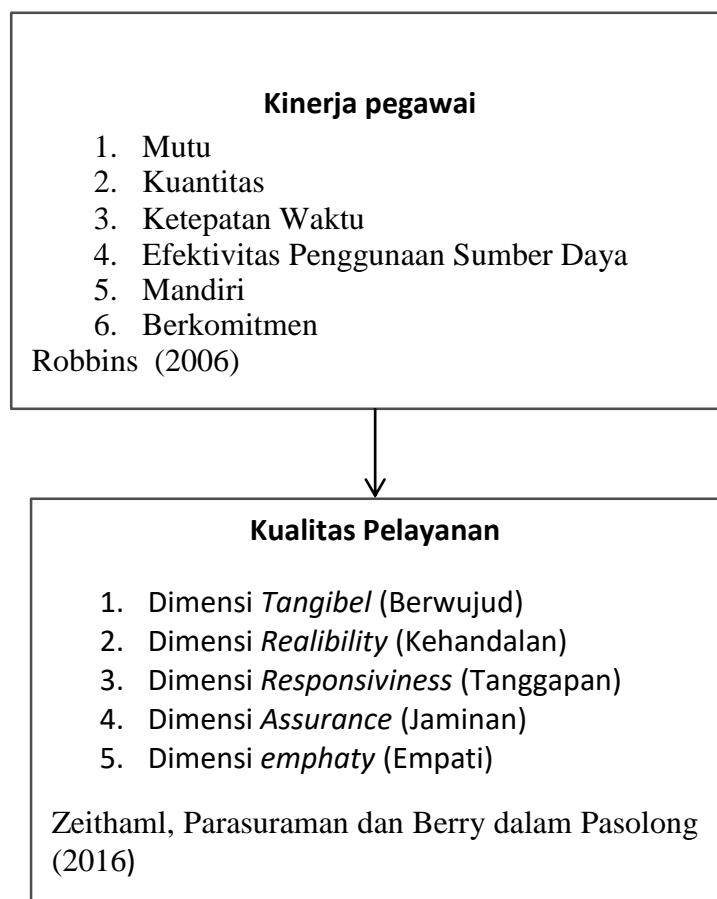 Kinerja pegawai
1. Mutu
2. Kuantitas
3. Ketepatan Waktu
4. Efektivitas Penggunaan Sumber Daya
5. Mandiri
6. Berkomitmen
Robbins (2006)
Kualitas Pelayanan
1. Dimensi Tangibel (Berwujud)
2. Dimensi Realibility (Kehandalan)
3. Dimensi Responsiviness (Tanggapan)
4. Dimensi Assurance (Jaminan)
5. Dimensi emphaty (Empati)
Zeithaml, Parasuraman dan Berry dalam Pasolong
(2016)